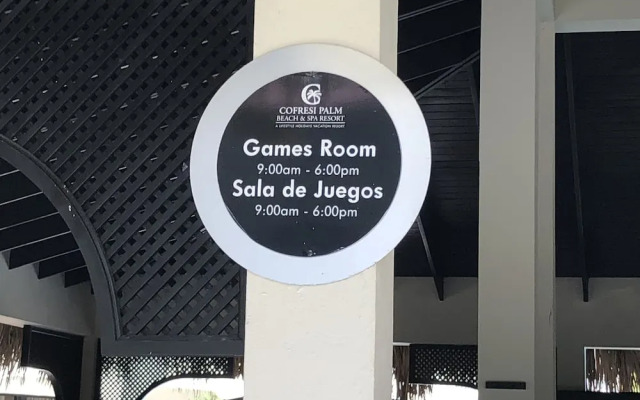 COFRESI PALM
BEACH & SPA RESORT
A LIFESTYLE HOLIDAYS VACATION RESORT
Games Room
9:00am - 6:00pm
Sala de Juegos
9:00am - 6:00pm